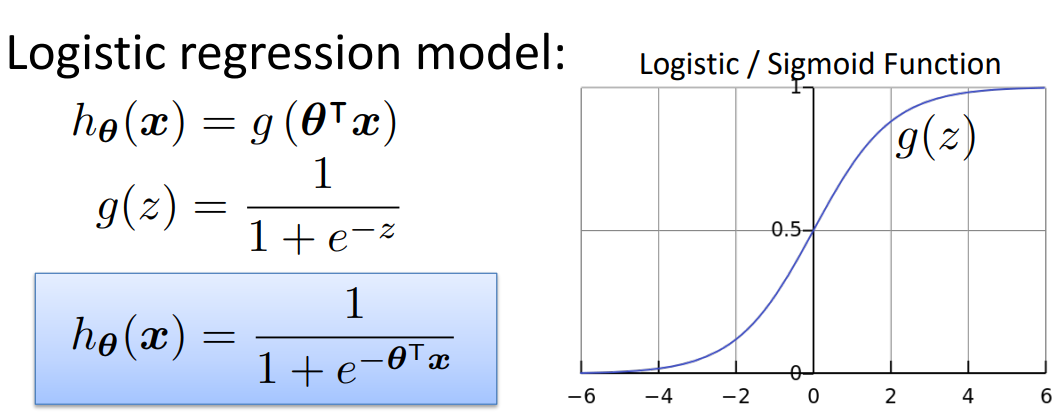 Logistic regression model:
h_θ(x) = g (θ^⊤x)
g(z) = 1 / (1 + e^{−z})
h_θ(x) = 1 / (1 + e^{−θ^⊤x})
Logistic / Sigmoid Function
1
g(z)
0.5
0
−6 −4 −2 0 2 4 6